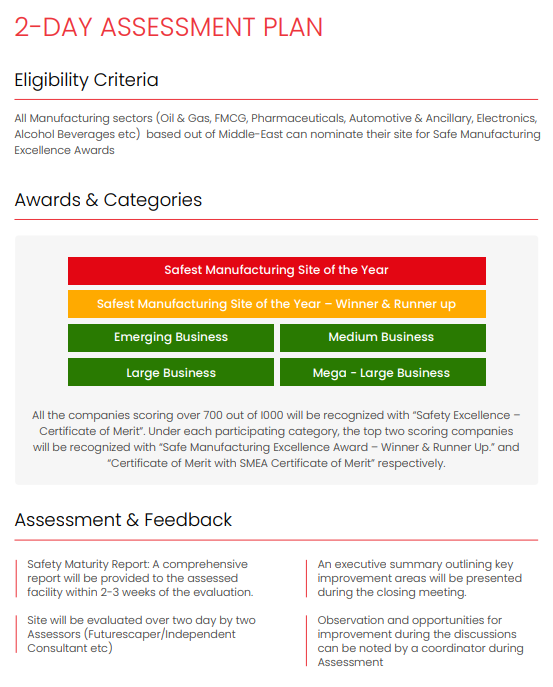 2-DAY ASSESSMENT PLAN
Eligibility Criteria
All Manufacturing sectors (Oil & Gas, FMCG, Pharmaceuticals, Automotive & Ancillary, Electronics,
Alcohol Beverages etc) based out of Middle-East can nominate their site for Safe Manufacturing
Excellence Awards
Awards & Categories
Safest Manufacturing Site of the Year
Safest Manufacturing Site of the Year – Winner & Runner up
Emerging Business
Medium Business
Large Business
Mega - Large Business
All the companies scoring over 700 out of I000 will be recognized with “Safety Excellence –
Certificate of Merit”. Under each participating category, the top two scoring companies
will be recognized with “Safe Manufacturing Excellence Award – Winner & Runner Up.” and
“Certificate of Merit with SMEA Certificate of Merit” respectively.
Assessment & Feedback
Safety Maturity Report: A comprehensive
report will be provided to the assessed
facility within 2-3 weeks of the evaluation.
An executive summary outlining key
improvement areas will be presented
during the closing meeting.
Site will be evaluated over two day by two
Assessors (Futurescaper/Independent
Consultant etc)
Observation and opportunities for
improvement during the discussions
can be noted by a coordinator during
Assessment